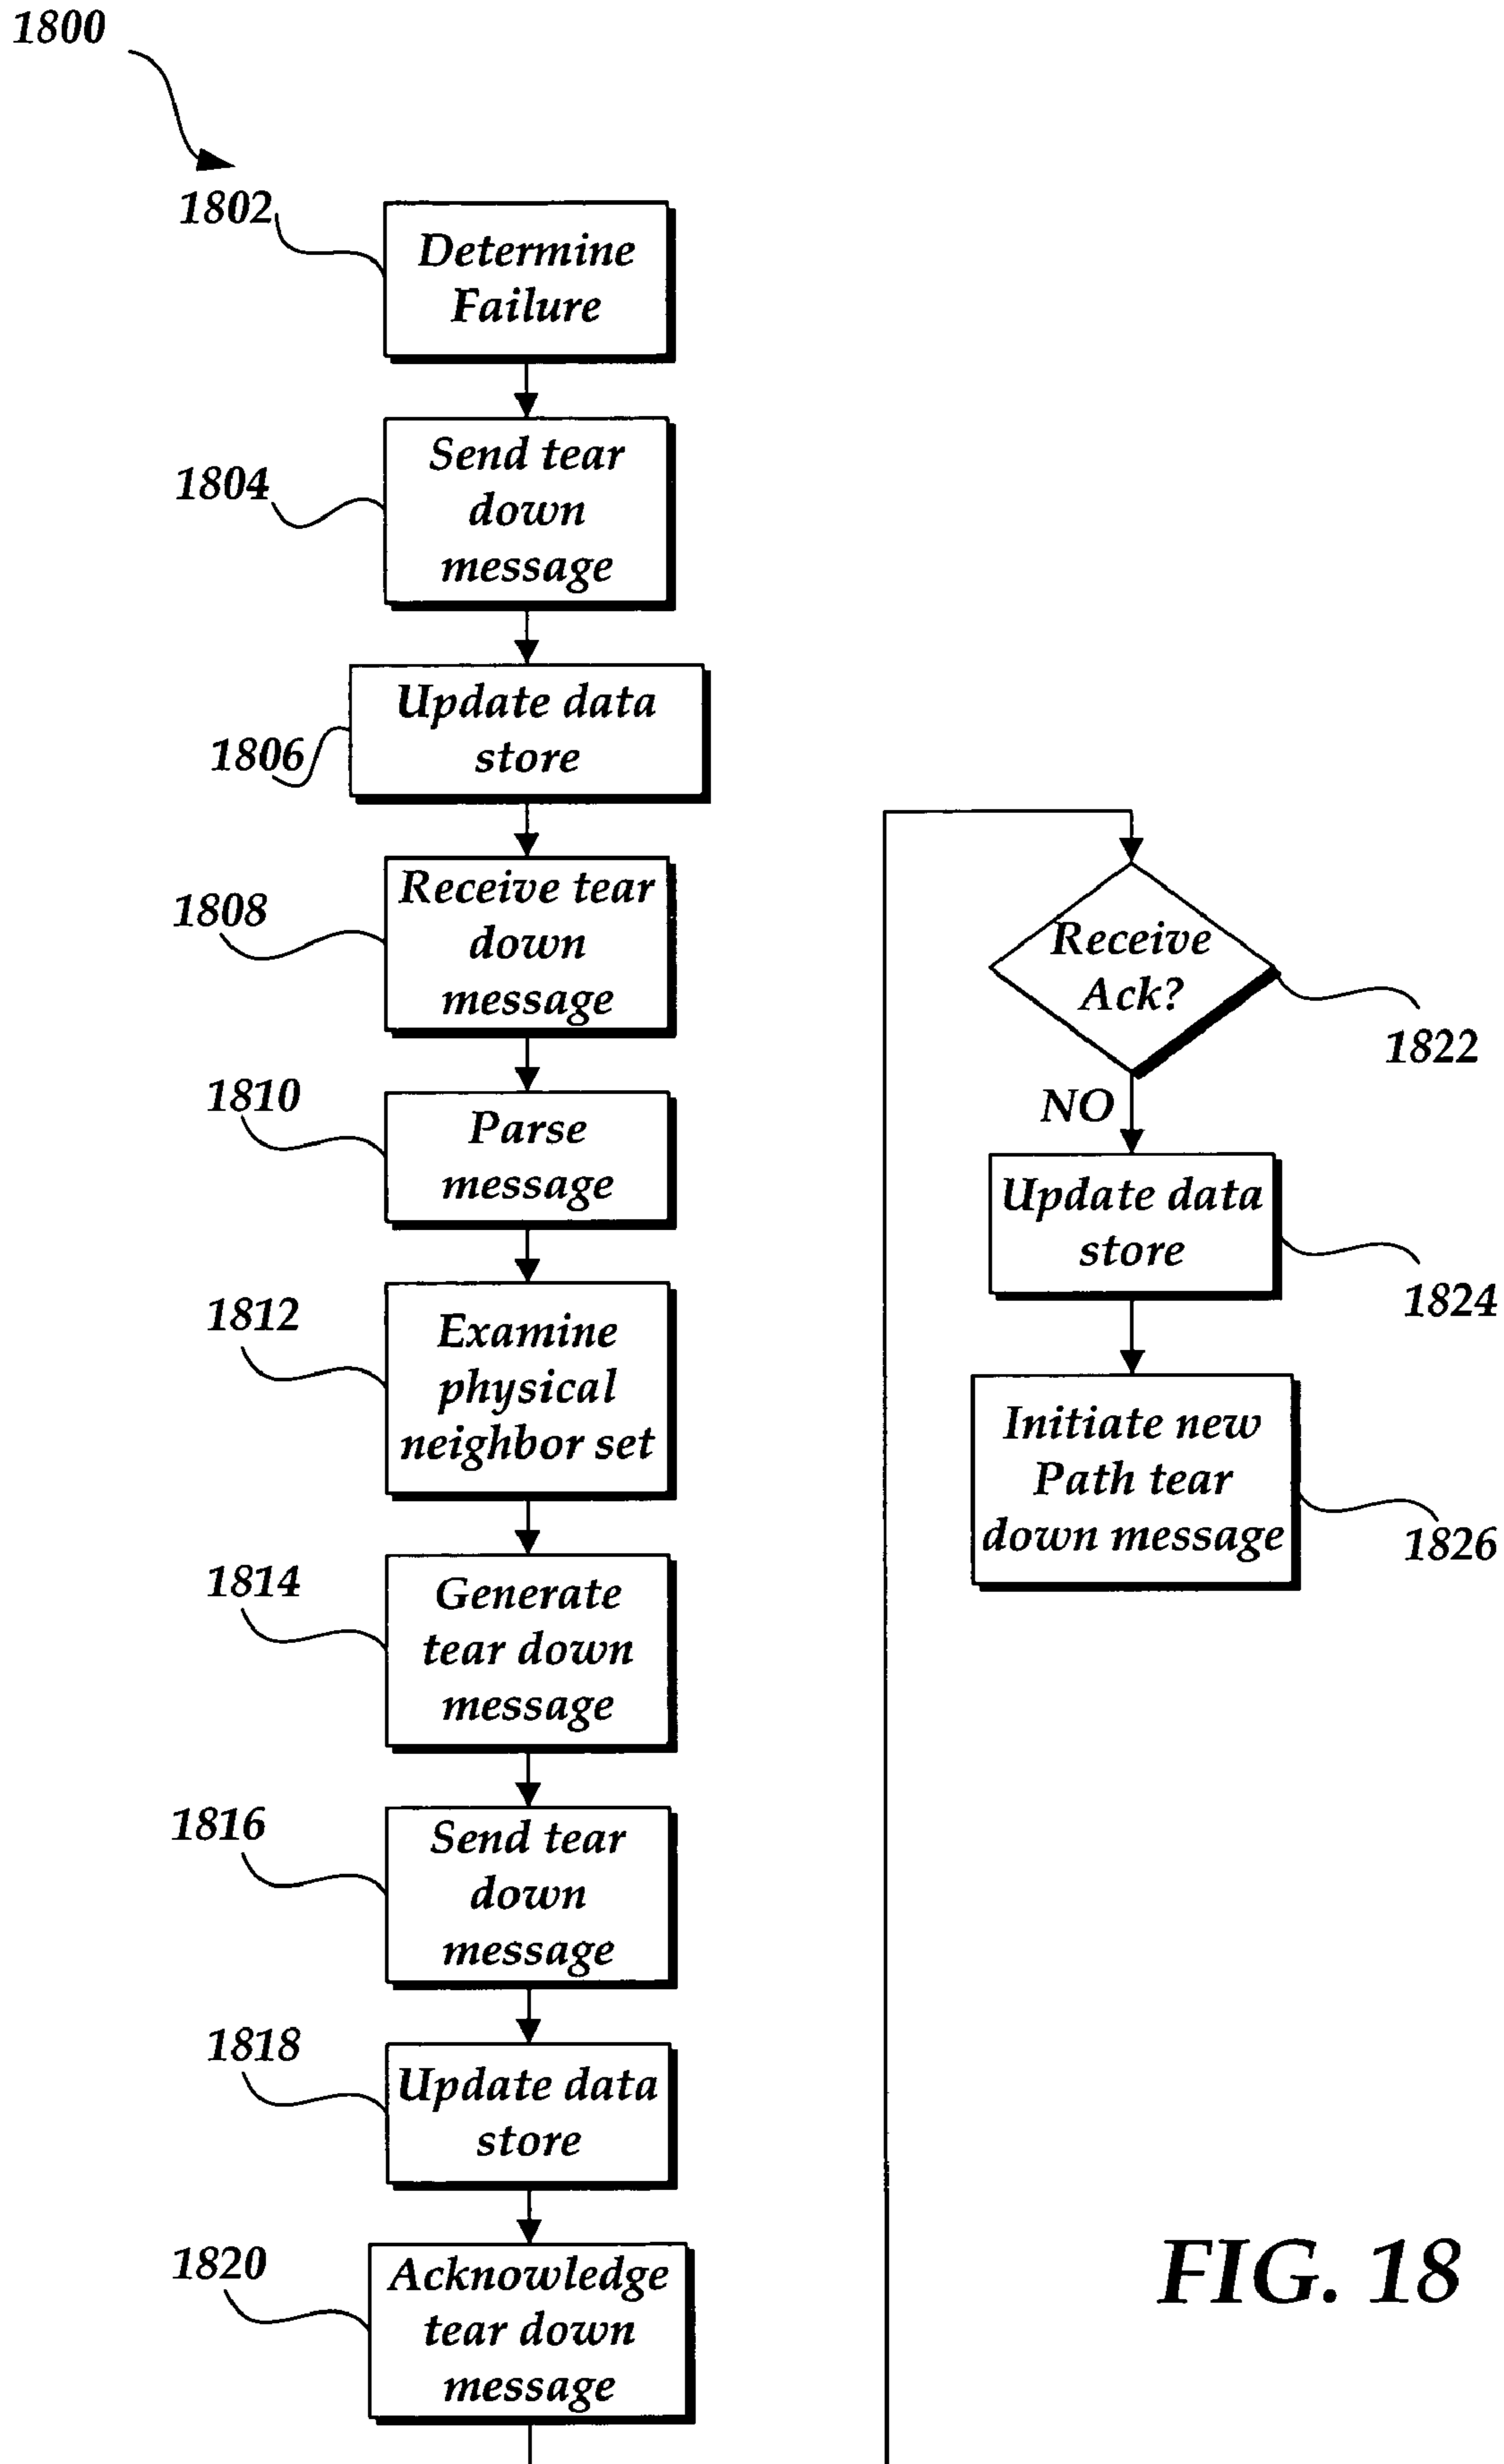 1800
1802
Determine
Failure
1804
Send tear
down
message
1806
Update data
store
1808
Receive tear
down
message
1810
Parse
message
1812
Examine
physical
neighbor set
1814
Generate
tear down
message
1816
Send tear
down
message
1818
Update data
store
1820
Acknowledge
tear down
message
Receive
Ack?
1822
NO
Update data
store
1824
Initiate new
Path tear
down message
1826
FIG. 18